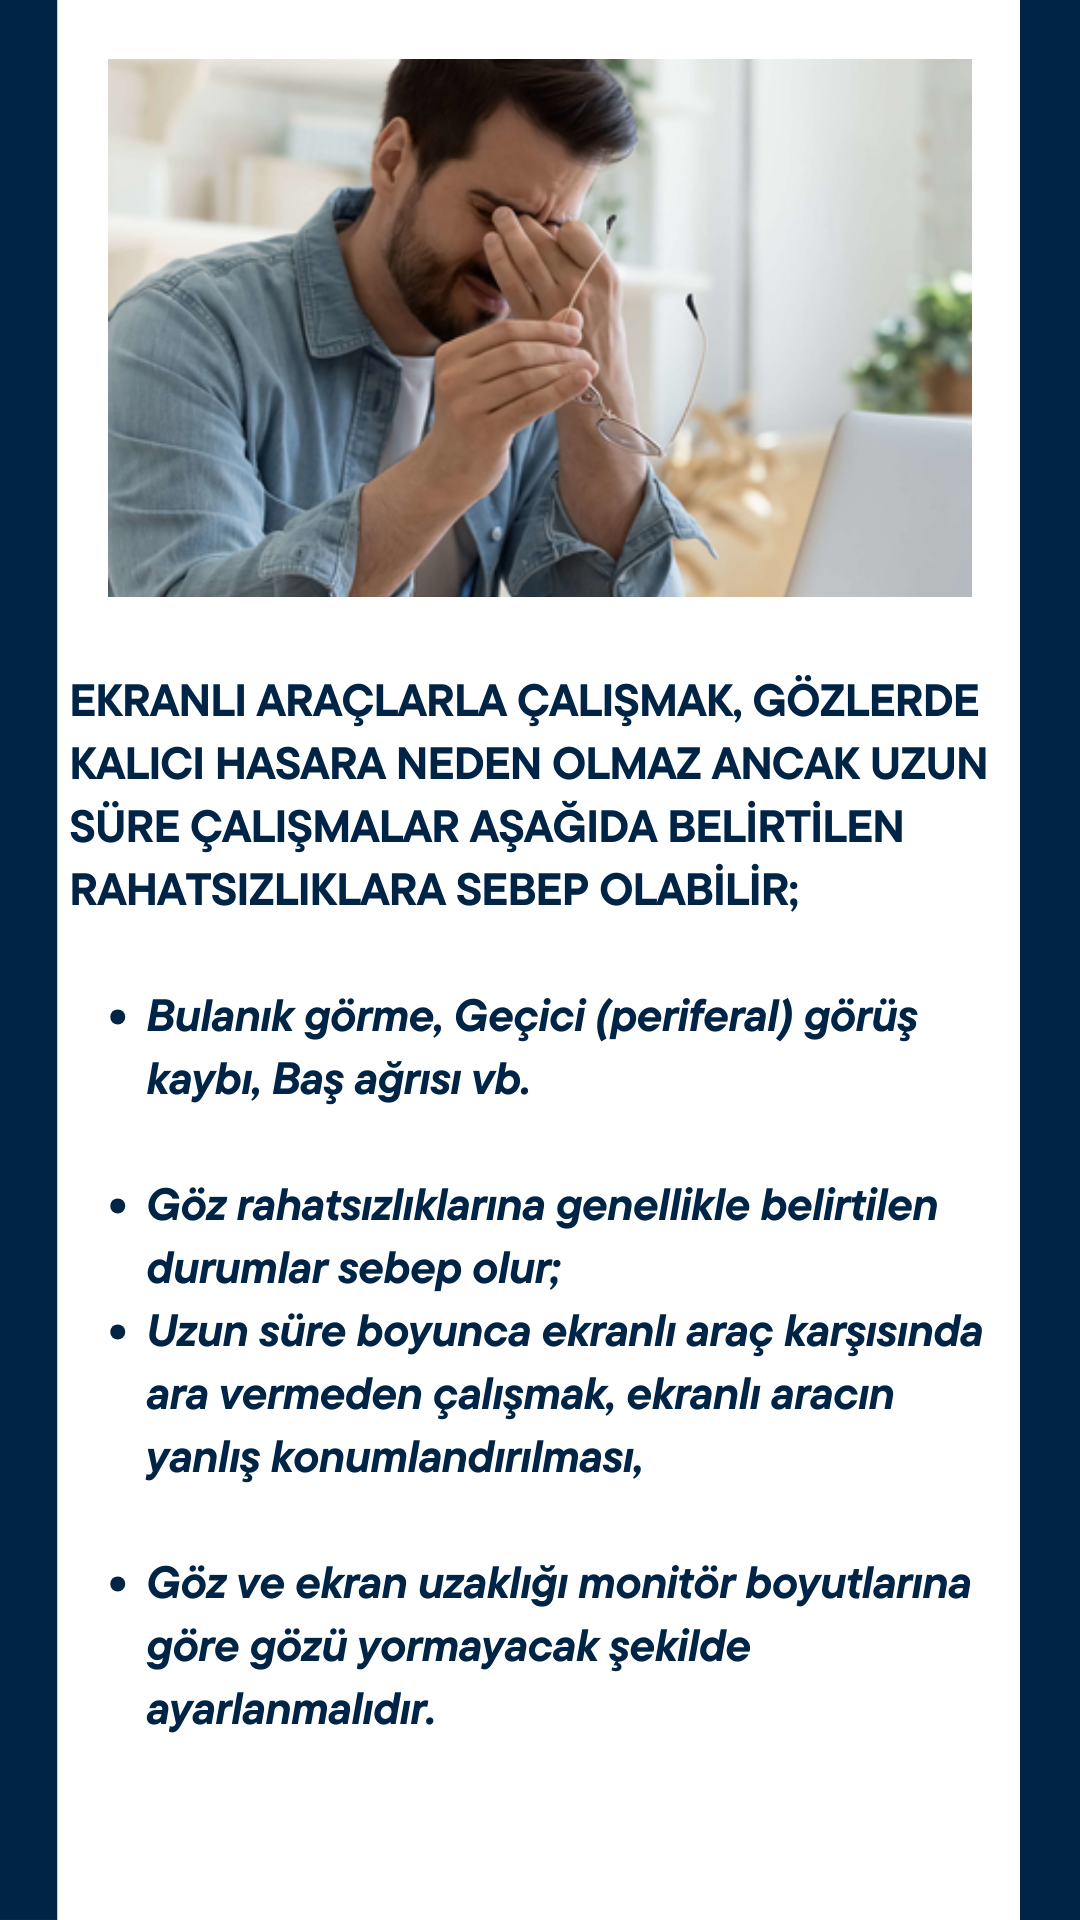 EKRANLI ARAÇLARLA ÇALIŞMAK, GÖZLERDE
KALICI HASARA NEDEN OLMAZ ANCAK UZUN
SÜRE ÇALIŞMALAR AŞAĞIDA BELİRTİLEN
RAHATSIZLIKLARA SEBEP OLABİLİR;
• Bulanık görme, Geçici (periferal) görüş
kaybı, Baş ağrısı vb.
• Göz rahatsızlıklarına genellikle belirtilen
durumlar sebep olur;
• Uzun süre boyunca ekranlı araç karşısında
ara vermeden çalışmak, ekranlı aracın
yanlış konumlandırılması,
• Göz ve ekran uzaklığı monitör boyutlarına
göre gözü yormayacak şekilde
ayarlanmalıdır.